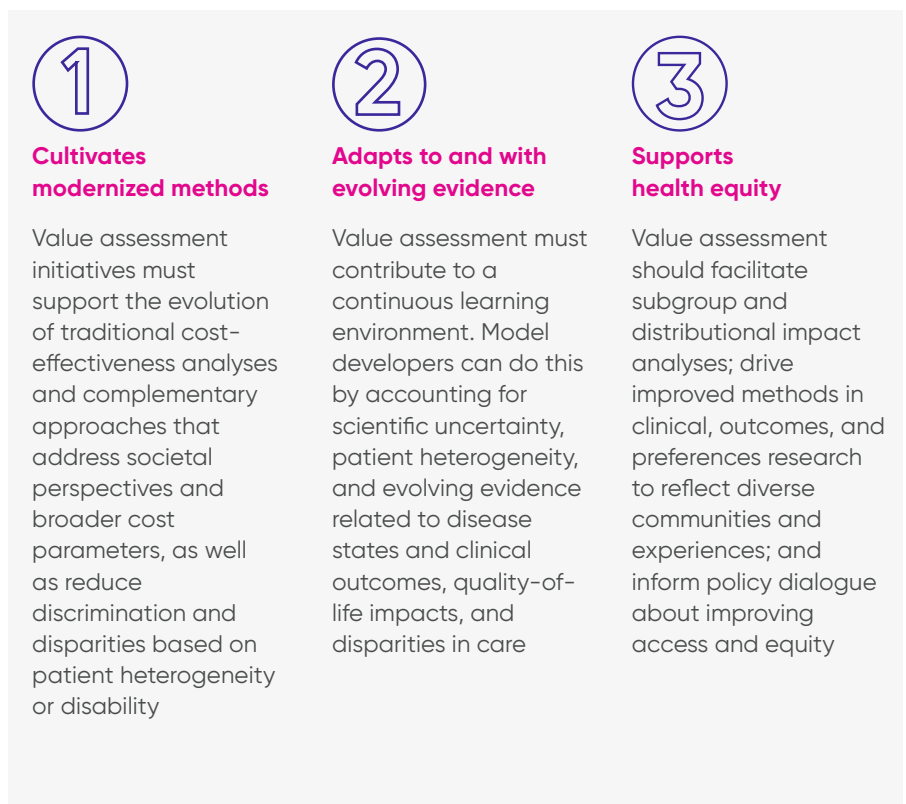 1
Cultivates
modernized methods
Value assessment
initiatives must
support the evolution
of traditional cost-
effectiveness analyses
and complementary
approaches that
address societal
perspectives and
broader cost
parameters, as well
as reduce
discrimination and
disparities based on
patient heterogeneity
or disability
2
Adapts to and with
evolving evidence
Value assessment must
contribute to a
continuous learning
environment. Model
developers can do this
by accounting for
scientific uncertainty,
patient heterogeneity,
and evolving evidence
related to disease
states and clinical
outcomes, quality-of-
life impacts, and
disparities in care
3
Supports
health equity
Value assessment
should facilitate
subgroup and
distributional impact
analyses; drive
improved methods in
clinical, outcomes, and
preferences research
to reflect diverse
communities and
experiences; and
inform policy dialogue
about improving
access and equity